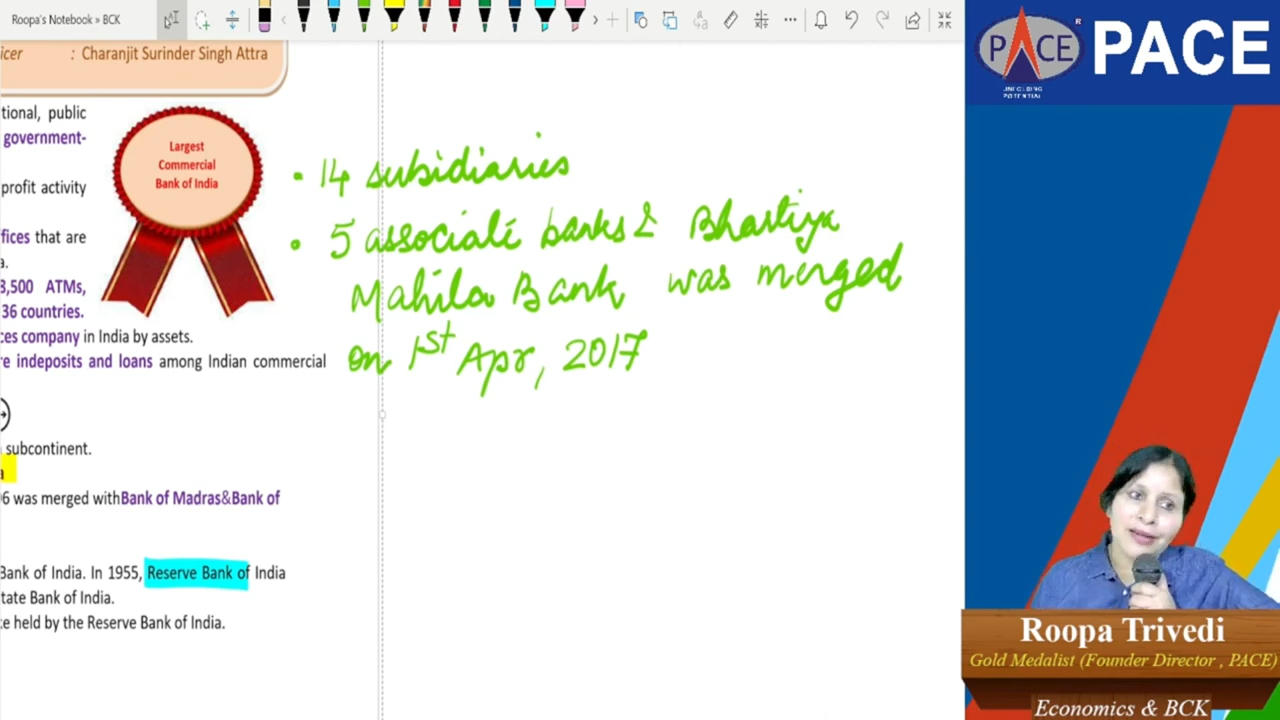 Roopa's Notebook » BCK
icer : Charanjit Surinder Singh Attra
tional, public
government-
profit activity
fices that are
a.
3,500 ATMs,
36 countries.
ces company in India by assets.
re indeposits and loans among Indian commercial
subcontinent.
a
6 was merged withBank of Madras&Bank of
Bank of India. In 1955, Reserve Bank of India
tate Bank of India.
ke held by the Reserve Bank of India.
Largest
Commercial
Bank of India
• 14 subsidiaries
• 5 associate banks & Bhartiya
Mahila Bank was merged
on 1st Apr, 2017
PACE
PACE
UNFOLDING
POTENTIAL
Roopa Trivedi
Gold Medalist (Founder Director , PACE)
Economics & BCK